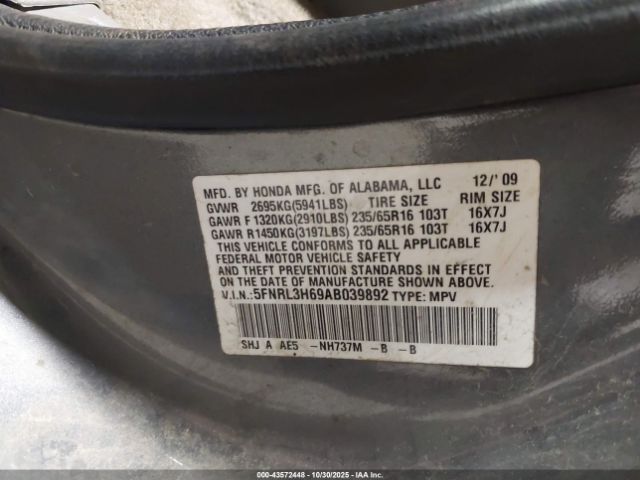 MFD. BY HONDA MFG. OF ALABAMA, LLC 12/'09
GVWR 2695KG(5941LBS) TIRE SIZE RIM SIZE
GAWR F 1320KG(2910LBS) 235/65R16 103T 16X7J
GAWR R1450KG(3197LBS) 235/65R16 103T 16X7J
THIS VEHICLE CONFORMS TO ALL APPLICABLE
FEDERAL MOTOR VEHICLE SAFETY
AND THEFT PREVENTION STANDARDS IN EFFECT
ON THE DATE OF MANUFACTURE SHOWN ABOVE.
V.I.N.:5FNRL3H69AB039892 TYPE: MPV
SHJ A AE5 -NH737M -B -B
000-43572448 - 10/30/2025 - IAA Inc.